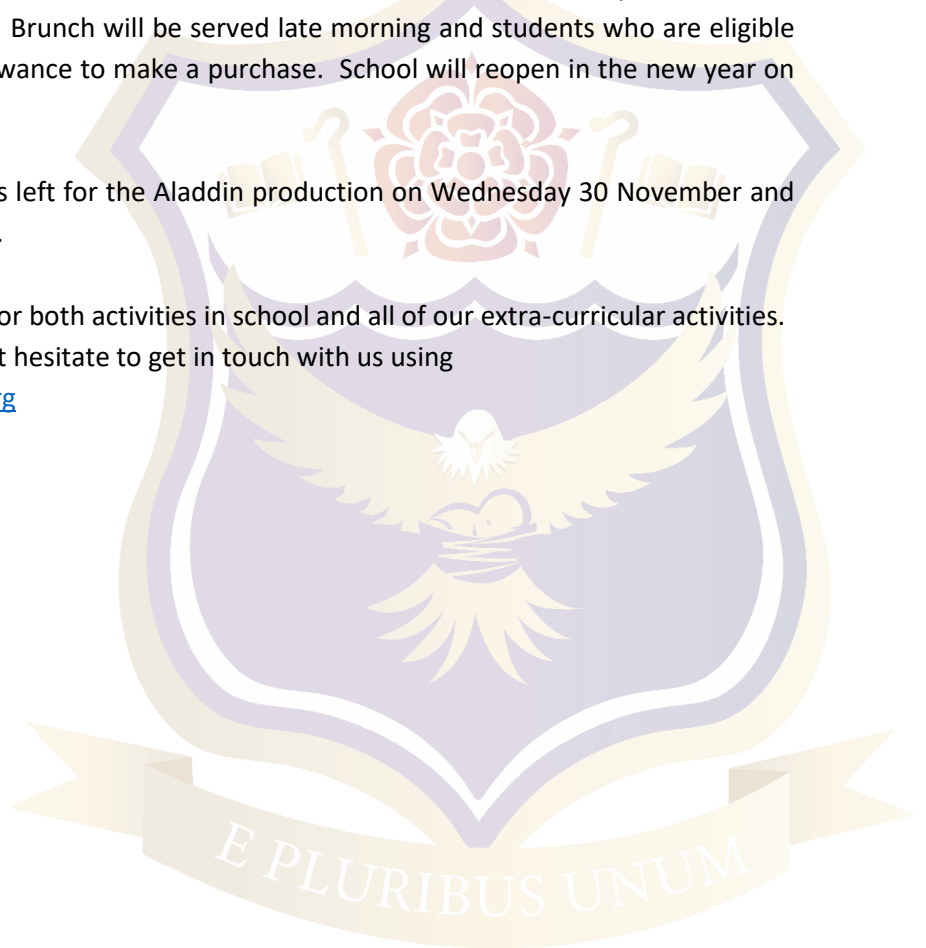 Brunch will be served late morning and students who are eligible
wance to make a purchase. School will reopen in the new year on
s left for the Aladdin production on Wednesday 30 November and
.
or both activities in school and all of our extra-curricular activities.
t hesitate to get in touch with us using
rg
E PLURIBUS UNUM